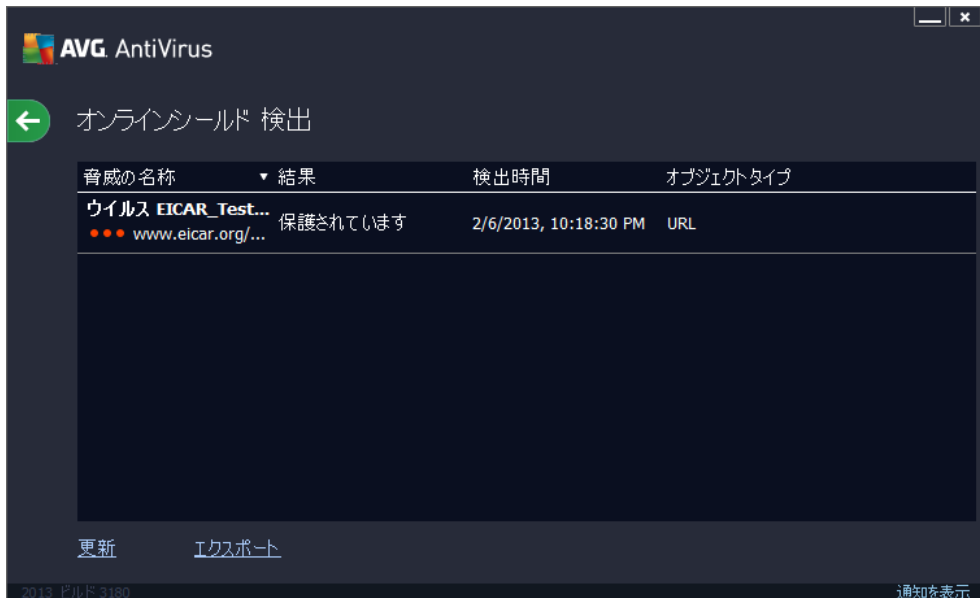 AVG. AntiVirus
オンラインシールド 検出
脅威の名称 ▼ 結果 検出時間 オブジェクトタイプ
ウイルス EICAR_Test...
www.eicar.org/... 保護されています 2/6/2013, 10:18:30 PM URL
更新 エクスポート
2013 ビルド 3180 通知を表示